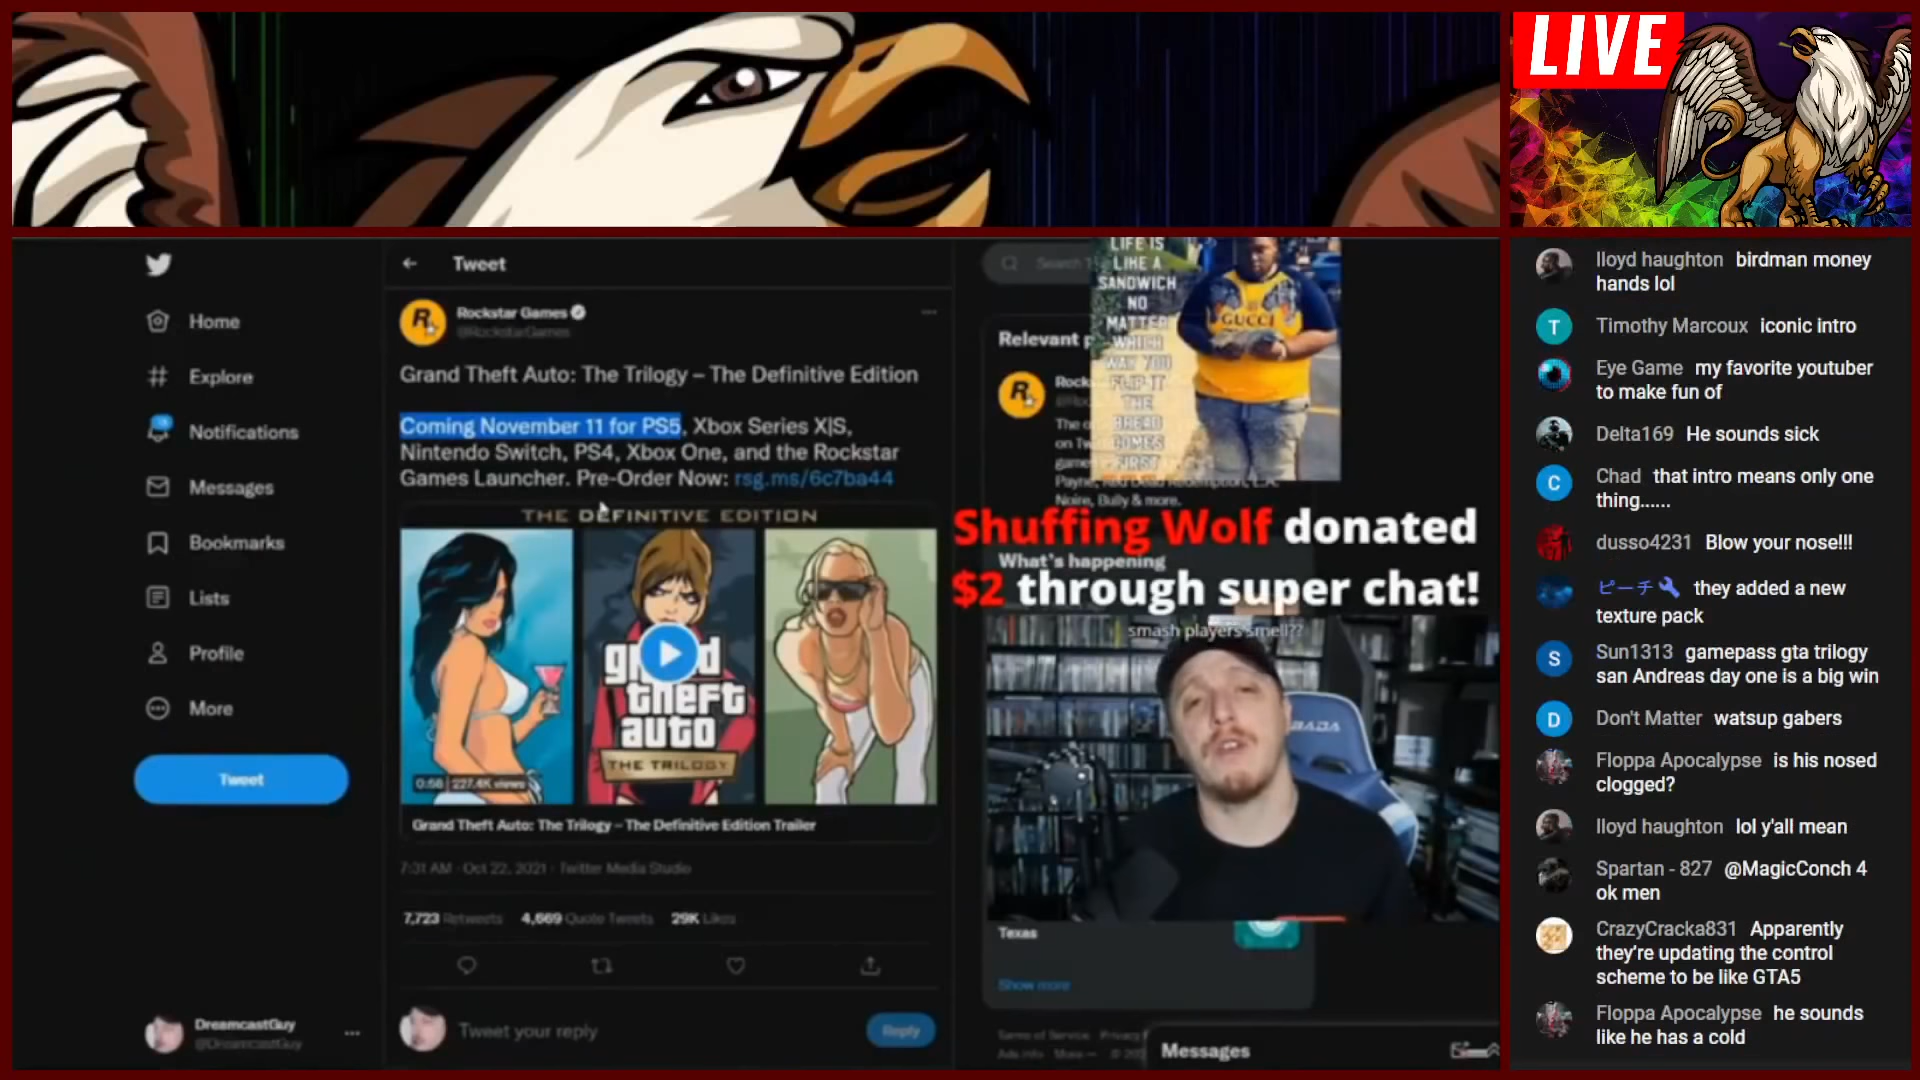 LIVE
Home
Explore
Notifications
Messages
Bookmarks
Lists
Profile
More
Tweet
DreamcastGuy
@DreamcastGuy
Tweet
Rockstar Games
@RockstarGames
Grand Theft Auto: The Trilogy – The Definitive Edition
Coming November 11 for PS5, Xbox Series X|S,
Nintendo Switch, PS4, Xbox One, and the Rockstar
Games Launcher. Pre-Order Now: rsg.ms/6c7ba44
THE DEFINITIVE EDITION
grand
theft
auto
THE TRILOGY
0:56 227.4K views
Grand Theft Auto: The Trilogy – The Definitive Edition Trailer
7:31 AM · Oct 22, 2021 · Twitter Media Studio
7,723 Retweets 4,669 Quote Tweets 29K Likes
Tweet your reply
Reply
Relevant
LIFE IS
LIKE A
SANDWICH
NO
MATTER
WHICH
WAY YOU
FLIP IT
THE
BREAD
COMES
FIRST
GUCCI
Rock
The o
on Tw
game
Noire, Bully & more.
Shuffing Wolf donated
What's happening
$2 through super chat!
smash players smell??
Texas
Show more
Terms of Service
Messages
lloyd haughton birdman money
hands lol
T Timothy Marcoux iconic intro
Eye Game my favorite youtuber
to make fun of
Delta169 He sounds sick
C Chad that intro means only one
thing......
dusso4231 Blow your nose!!!
ピーチ they added a new
texture pack
S Sun1313 gamepass gta trilogy
san Andreas day one is a big win
D Don't Matter watsup gabers
Floppa Apocalypse is his nosed
clogged?
lloyd haughton lol y'all mean
Spartan - 827 @MagicConch 4
ok men
CrazyCracka831 Apparently
they're updating the control
scheme to be like GTA5
Floppa Apocalypse he sounds
like he has a cold